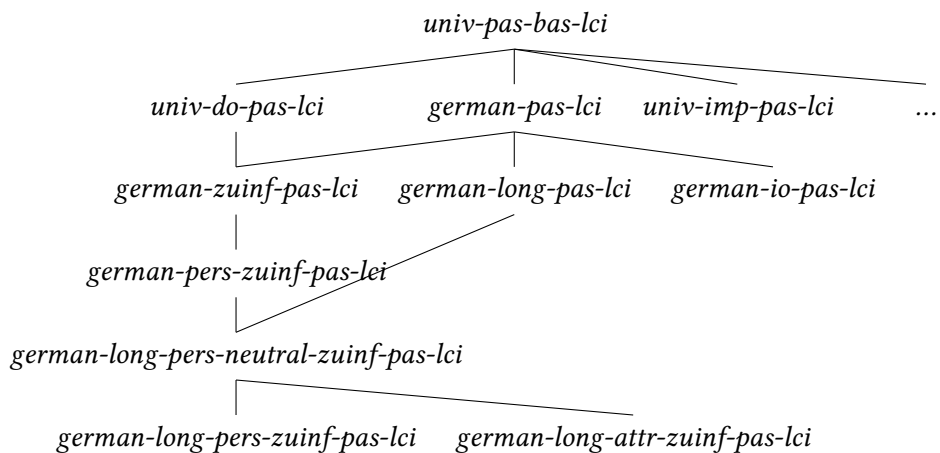 univ-pas-bas-lci
univ-do-pas-lci german-pas-lci univ-imp-pas-lci ...
german-zuinf-pas-lci german-long-pas-lci german-io-pas-lci
german-pers-zuinf-pas-lci
german-long-pers-neutral-zuinf-pas-lci
german-long-pers-zuinf-pas-lci german-long-attr-zuinf-pas-lci